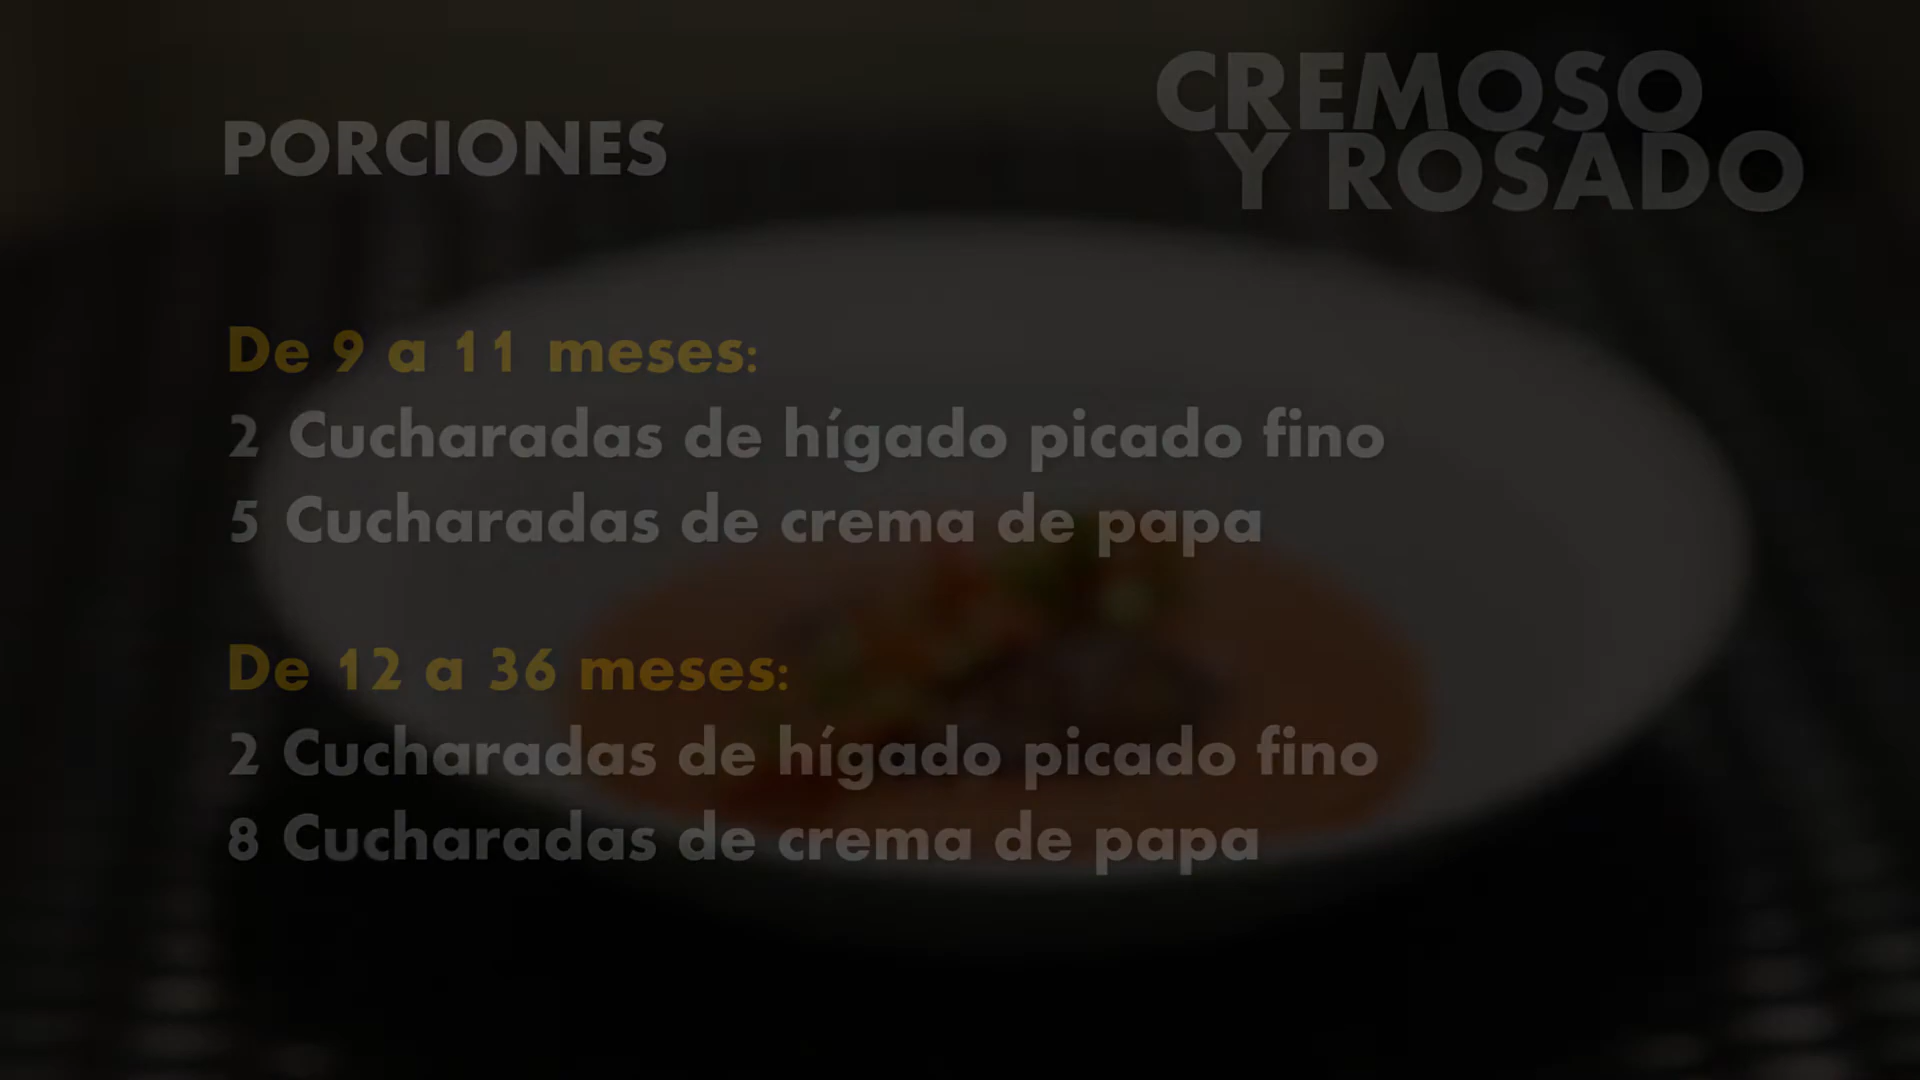 CREMOSO
Y ROSADO
PORCIONES
De 9 a 11 meses:
2 Cucharadas de hígado picado fino
5 Cucharadas de crema de papa
De 12 a 36 meses:
2 Cucharadas de hígado picado fino
8 Cucharadas de crema de papa